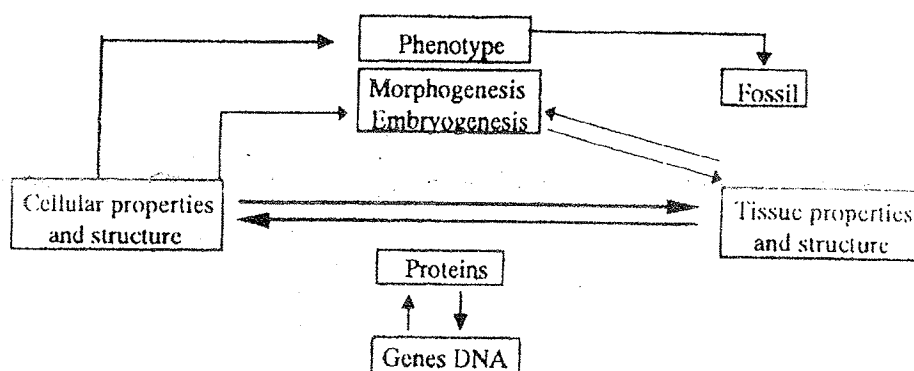 Phenotype
Morphogenesis
Embryogenesis
Fossil
Cellular properties
and structure
Tissue properties
and structure
Proteins
Genes DNA